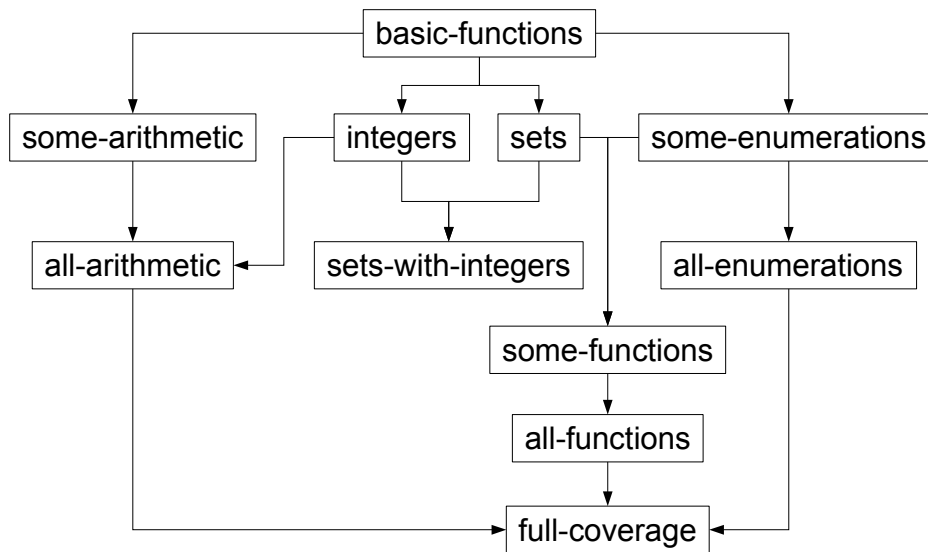 basic-functions
some-arithmetic
integers
sets
some-enumerations
all-arithmetic
sets-with-integers
all-enumerations
some-functions
all-functions
full-coverage